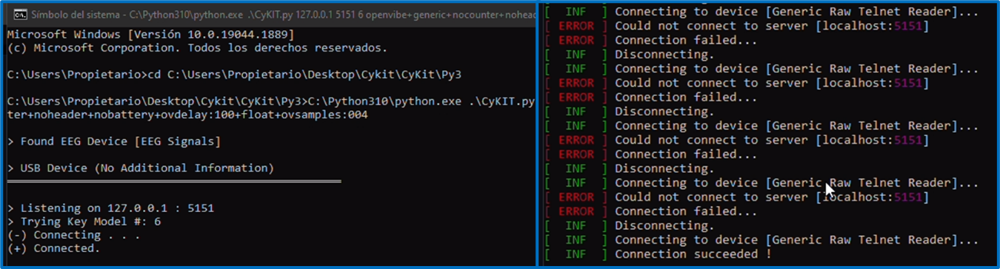 Símbolo del sistema - C:\Python310\python.exe .\CyKIT.py 127.0.0.1 5151 6 openvibe+generic+nocounter+noheade
Microsoft Windows [Versión 10.0.19044.1889]
(c) Microsoft Corporation. Todos los derechos reservados.
C:\Users\Propietario>cd C:\Users\Propietario\Desktop\Cykit\CyKit\Py3
C:\Users\Propietario\Desktop\Cykit\CyKit\Py3>C:\Python310\python.exe .\CyKIT.py
ter+noheader+nobattery+ovdelay:100+float+ovsamples:004
> Found EEG Device [EEG Signals]
> USB Device (No Additional Information)
> Listening on 127.0.0.1 : 5151
> Trying Key Model #: 6
(-) Connecting . . .
(+) Connected.
[ INF ] Connecting to device [Generic Raw Telnet Reader]...
[ ERROR ] Could not connect to server [localhost:5151]
[ ERROR ] Connection failed...
[ INF ] Disconnecting.
[ INF ] Connecting to device [Generic Raw Telnet Reader]...
[ ERROR ] Could not connect to server [localhost:5151]
[ ERROR ] Connection failed...
[ INF ] Disconnecting.
[ INF ] Connecting to device [Generic Raw Telnet Reader]...
[ ERROR ] Could not connect to server [localhost:5151]
[ ERROR ] Connection failed...
[ INF ] Disconnecting.
[ INF ] Connecting to device [Generic Raw Telnet Reader]...
[ ERROR ] Could not connect to server [localhost:5151]
[ ERROR ] Connection failed...
[ INF ] Disconnecting.
[ INF ] Connecting to device [Generic Raw Telnet Reader]...
[ INF ] Connection succeeded !